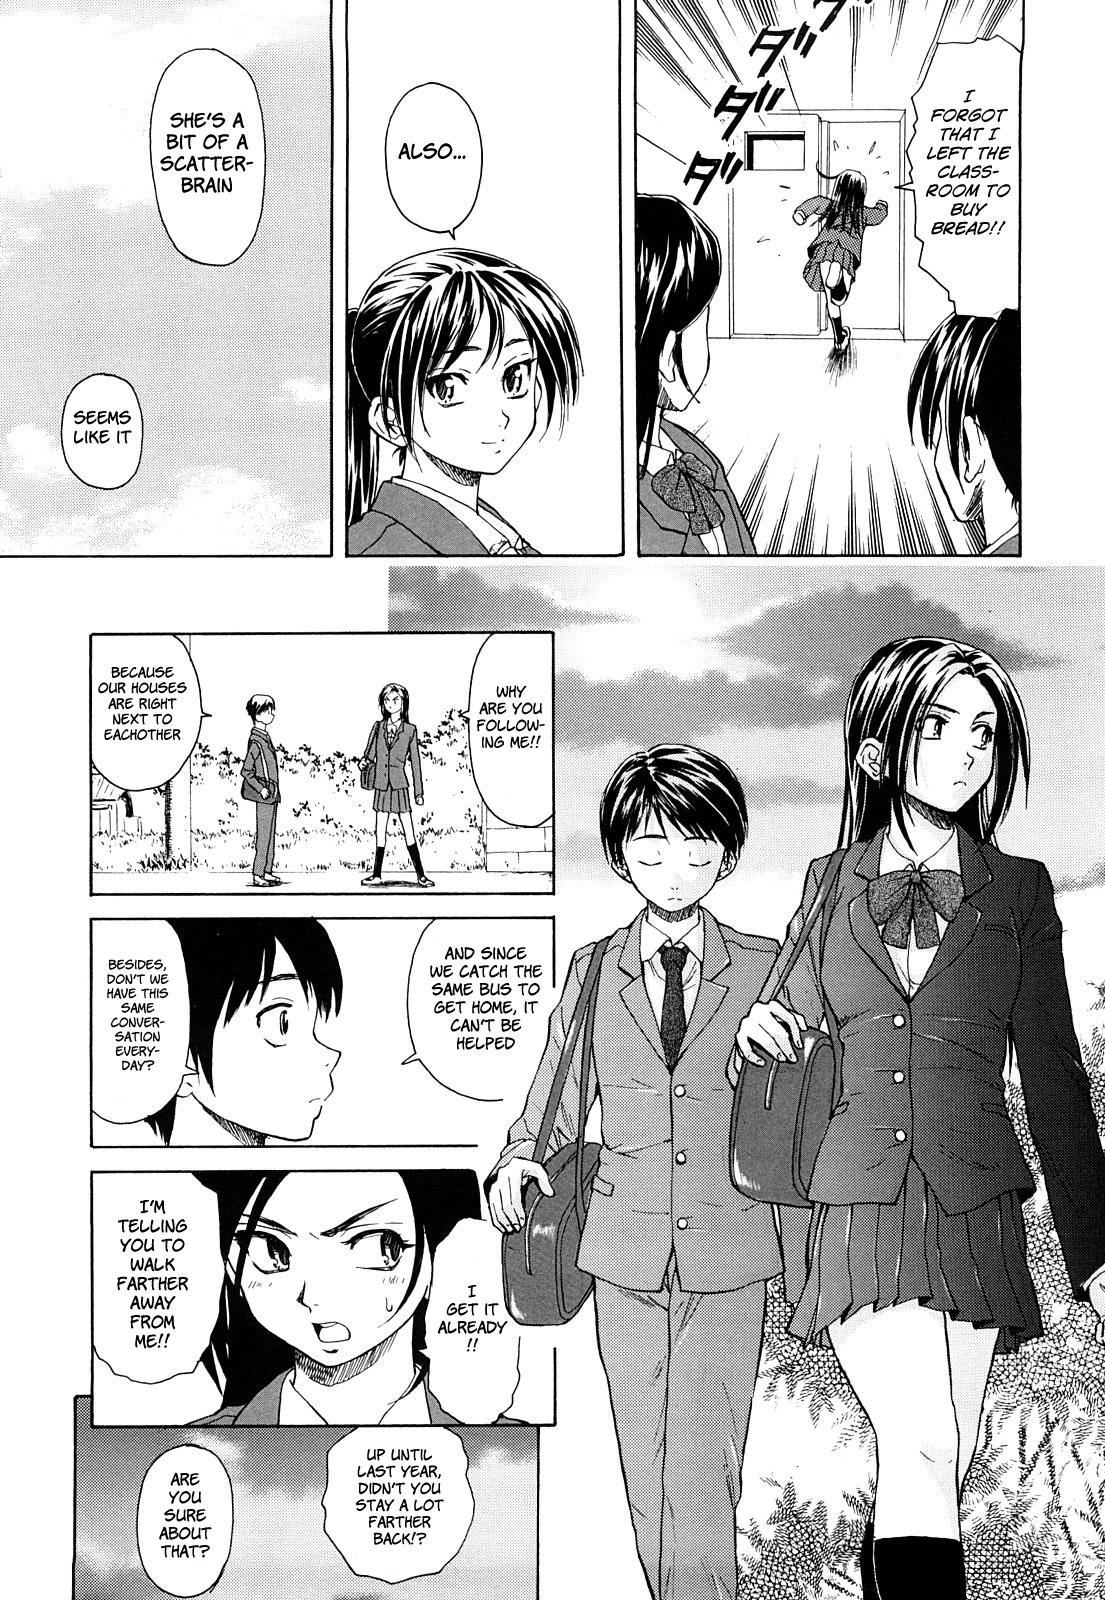 I
FORGOT
THAT I
LEFT THE
CLASS-
ROOM TO
BUY
BREAD!!
ダダダダ
ALSO...
SHE'S A
BIT OF A
SCATTER-
BRAIN
SEEMS
LIKE IT
WHY
ARE YOU
FOLLOW-
ING ME!!
BECAUSE
OUR HOUSES
ARE RIGHT
NEXT TO
EACHOTHER
AND SINCE
WE CATCH THE
SAME BUS TO
GET HOME, IT
CAN'T BE
HELPED
BESIDES,
DON'T WE
HAVE THIS
SAME
CONVER-
SATION
EVERY-
DAY?
I
GET IT
ALREADY
!!
I'M
TELLING
YOU TO
WALK
FARTHER
AWAY
FROM
ME!!
UP UNTIL
LAST YEAR,
DIDN'T YOU
STAY A LOT
FARTHER
BACK!?
ARE
YOU
SURE
ABOUT
THAT?